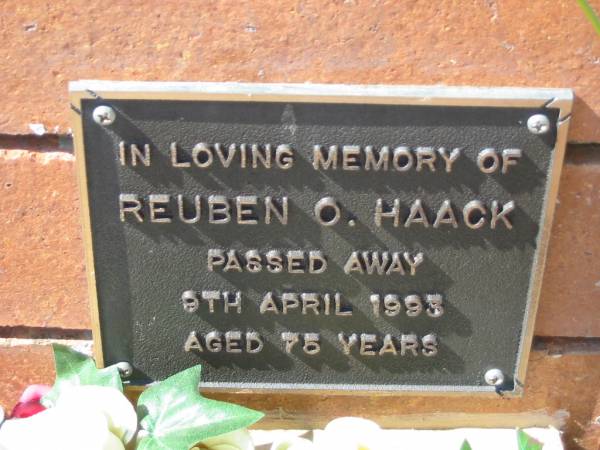 IN LOVING MEMORY OF
REUBEN O. HAACK
PASSED AWAY
9TH APRIL 1993
AGED 75 YEARS